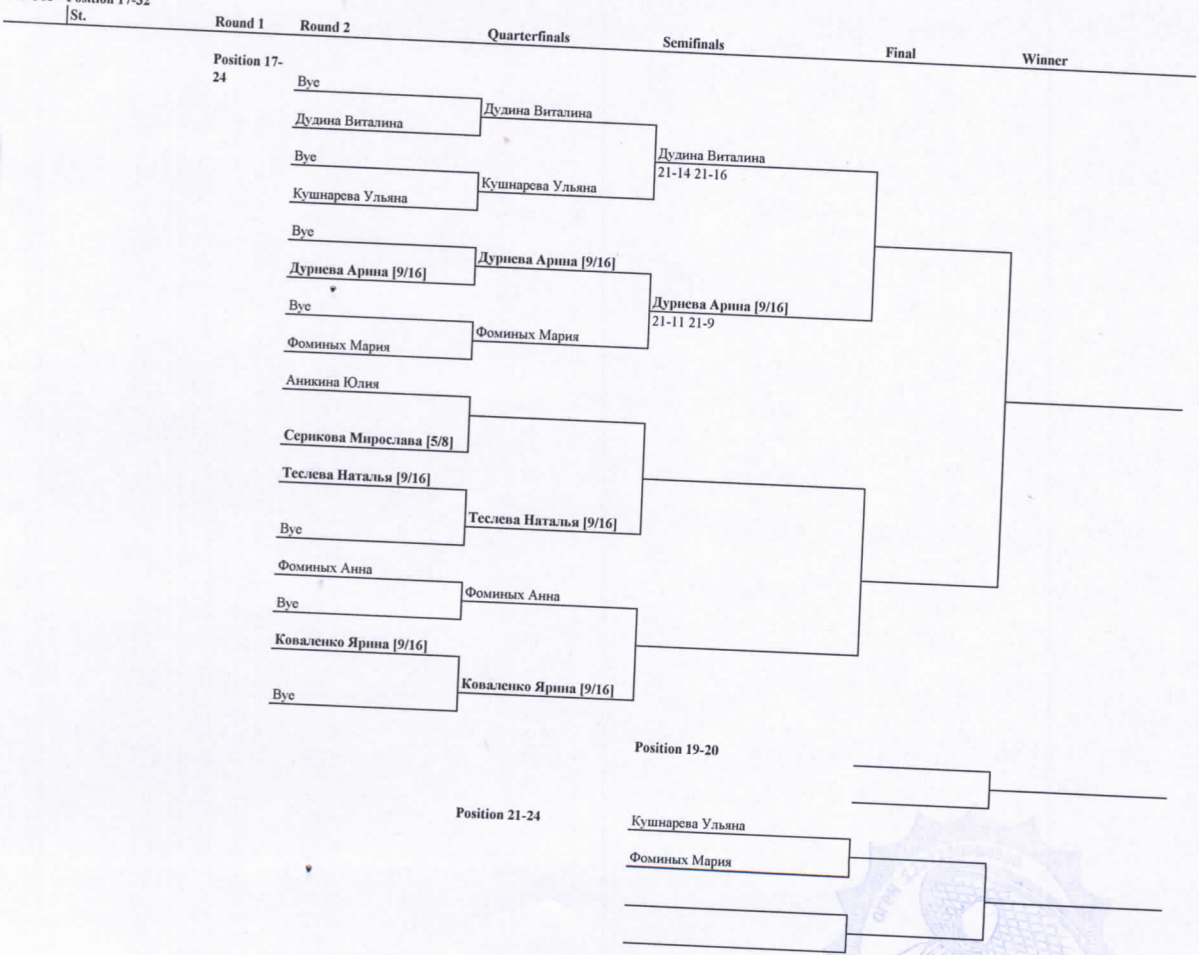 Position 17-32
St.
Round 1
Round 2
Quarterfinals
Semifinals
Final
Winner
Position 17-
24
Bye
Дудина Виталина
Дудина Виталина
Bye
Дудина Виталина
21-14 21-16
Кушнарева Ульяна
Кушнарева Ульяна
Bye
Дурнева Арина [9/16]
Дурнева Арина [9/16]
Bye
Дурнева Арина [9/16]
21-11 21-9
Фоминых Мария
Фоминых Мария
Аникина Юлия
Серикова Мирослава [5/8]
Теслева Наталья [9/16]
Теслева Наталья [9/16]
Bye
Фоминых Анна
Фоминых Анна
Bye
Коваленко Ярина [9/16]
Коваленко Ярина [9/16]
Bye
Position 19-20
Position 21-24
Кушнарева Ульяна
Фоминых Мария